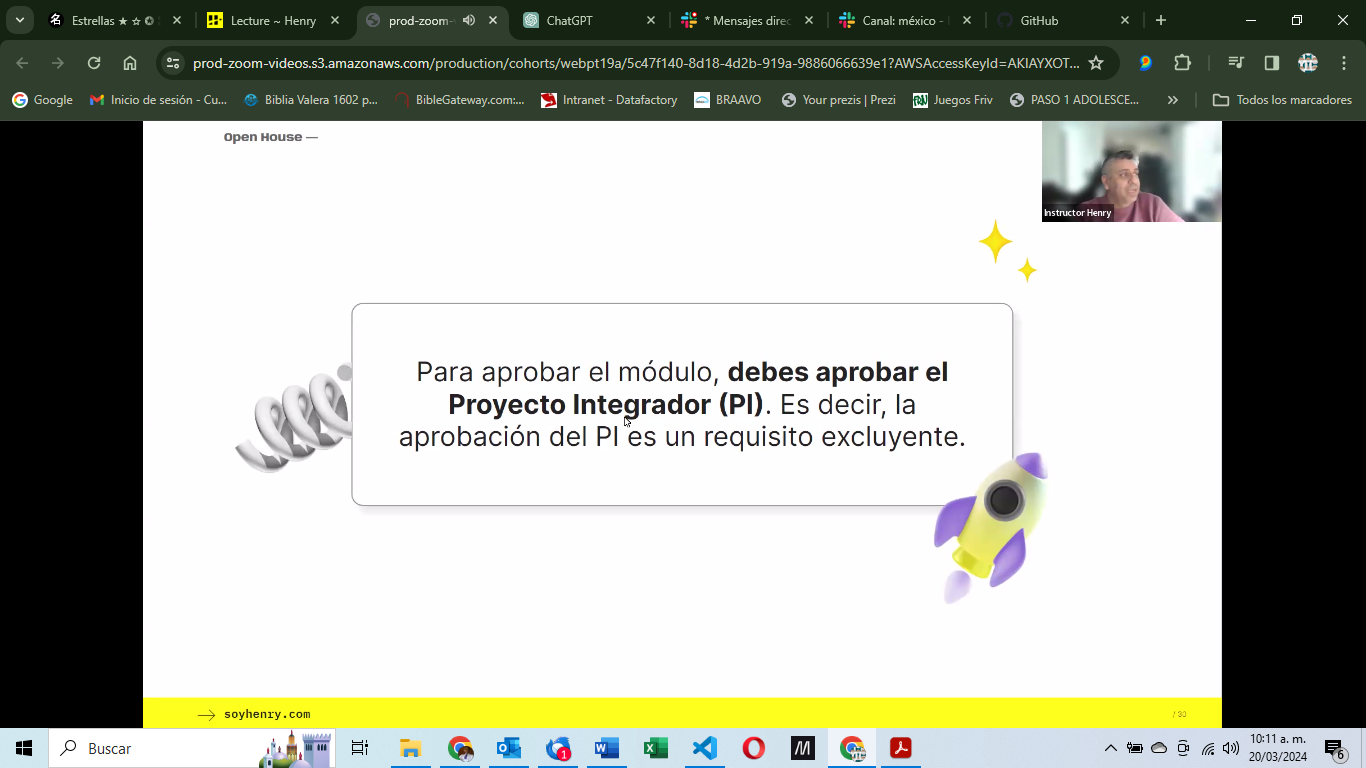 Estrellas ★ ☆ ✪
Lecture ~ Henry
prod-zoom-
ChatGPT
* Mensajes direc
Canal: méxico -
GitHub
prod-zoom-videos.s3.amazonaws.com/production/cohorts/webpt19a/5c47f140-8d18-4d2b-919a-9886066639e1?AWSAccessKeyId=AKIAYXOT...
Google
Inicio de sesión - Cu...
Biblia Valera 1602 p...
BibleGateway.com:...
Intranet - Datafactory
BRAAVO
Your prezis | Prezi
Juegos Friv
PASO 1 ADOLESCE...
»
Todos los marcadores
Open House —
Instructor Henry
Para aprobar el módulo, debes aprobar el
Proyecto Integrador (PI). Es decir, la
aprobación del PI es un requisito excluyente.
soyhenry.com
/ 30
Buscar
1
10:11 a. m.
20/03/2024
6